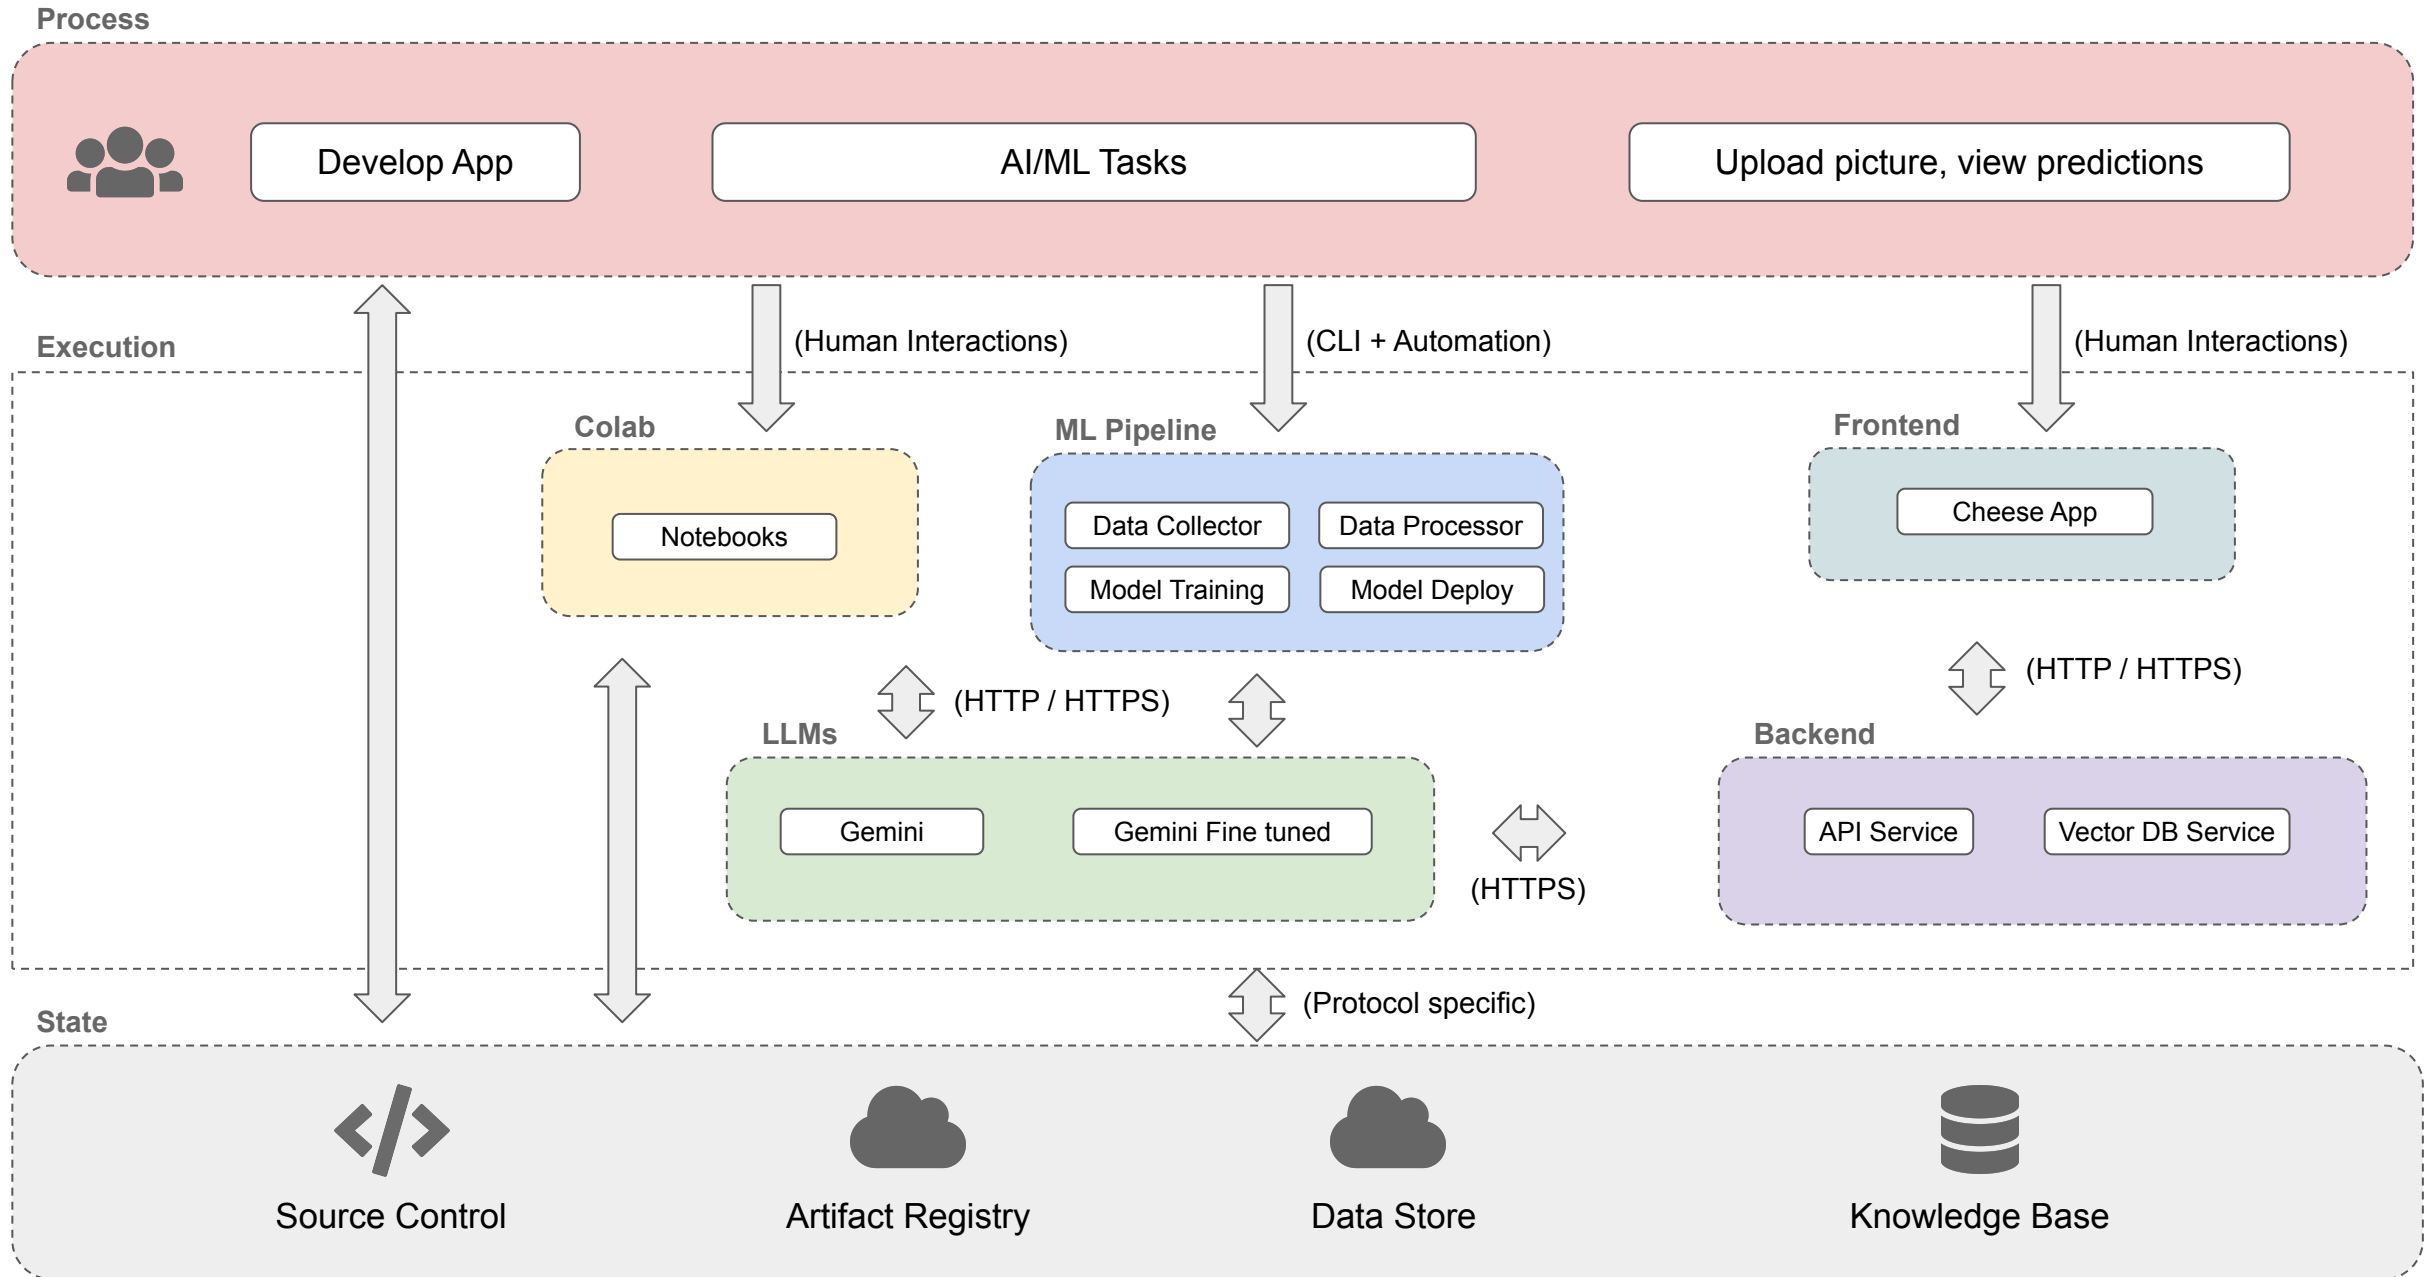 Process
Develop App
AI/ML Tasks
Upload picture, view predictions
(Human Interactions)
(CLI + Automation)
(Human Interactions)
Execution
Colab
Notebooks
ML Pipeline
Data Collector
Data Processor
Model Training
Model Deploy
Frontend
Cheese App
(HTTP / HTTPS)
(HTTP / HTTPS)
LLMs
Gemini
Gemini Fine tuned
(HTTPS)
Backend
API Service
Vector DB Service
(Protocol specific)
State
Source Control
Artifact Registry
Data Store
Knowledge Base